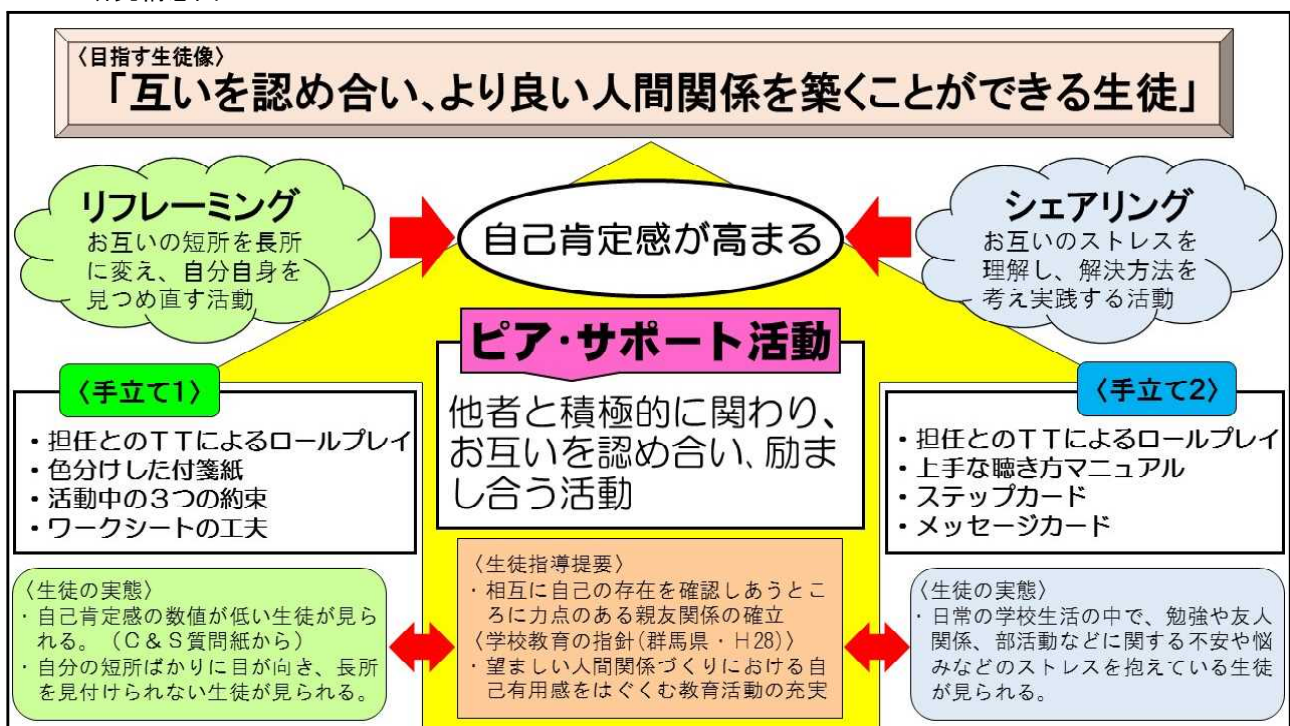 〈目指す生徒像〉
「互いを認め合い、より良い人間関係を築くことができる生徒」
リフレーミング
お互いの短所を長所
に変え、自分自身を
見つめ直す活動
自己肯定感が高まる
シェアリング
お互いのストレスを
理解し、解決方法を
考え実践する活動
ピア・サポート活動
他者と積極的に関わり、
お互いを認め合い、励ま
し合う活動
〈手立て1〉
・担任とのTTによるロールプレイ
・色分けした付箋紙
・活動中の3つの約束
・ワークシートの工夫
〈手立て2〉
・担任とのTTによるロールプレイ
・上手な聴き方マニュアル
・ステップカード
・メッセージカード
〈生徒の実態〉
・自己肯定感の数値が低い生徒が見ら
れる。（C＆S質問紙から）
・自分の短所ばかりに目が向き、長所
を見付けられない生徒が見られる。
〈生徒指導提要〉
・相互に自己の存在を確認しあうとこ
ろに力点のある親友関係の確立
〈学校教育の指針(群馬県・H28)〉
・望ましい人間関係づくりにおける自
己有用感をはぐくむ教育活動の充実
〈生徒の実態〉
・日常の学校生活の中で、勉強や友人
関係、部活動などに関する不安や悩
みなどのストレスを抱えている生徒
が見られる。